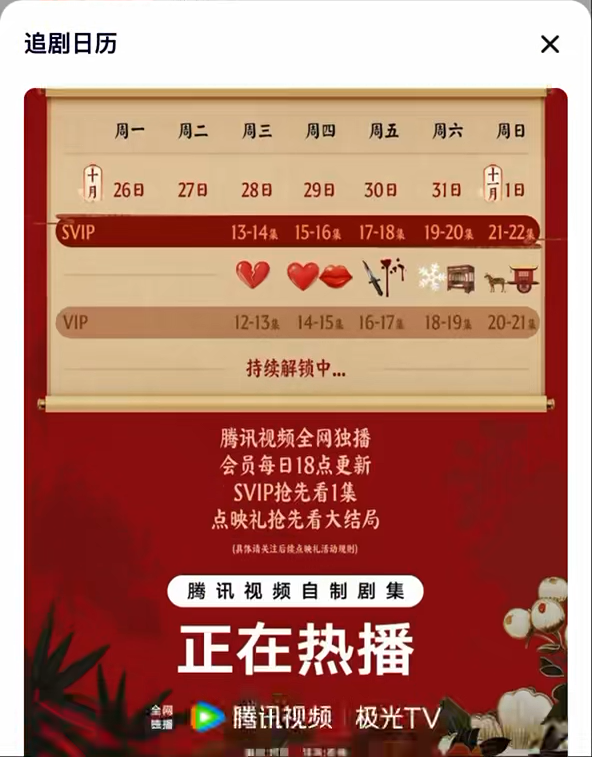 追剧日历
周一 周二 周三 周四 周五 周六 周日
十月 26日 27日 28日 29日 30日 31日 十一月 1日
SVIP 13-14集 15-16集 17-18集 19-20集 21-22集
VIP 12-13集 14-15集 16-17集 18-19集 20-21集
持续解锁中...
腾讯视频全网独播
会员每日18点更新
SVIP抢先看1集
点映礼抢先看大结局
(具体请关注后续点映礼活动规则)
腾讯视频自制剧集
正在热播
全网独播 腾讯视频 极光TV